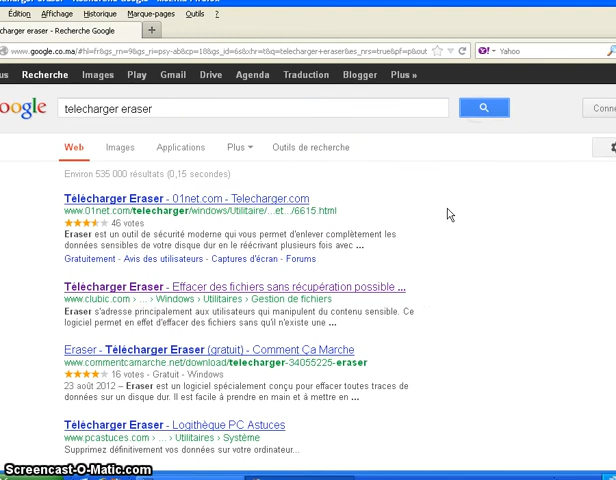 Édition Affichage Historique Marque-pages Outils ?
charger eraser - Recherche Google +
www.google.co.ma/#hl=fr&gs_rn=9&gs_ri=psy-ab&cp=18&gs_id=6s&xhr=t&q=telecharger+eraser&es_nrs=true&pf=p&out Yahoo
us Recherche Images Play Gmail Drive Agenda Traduction Blogger Plus »
oogle telecharger eraser Conne
Web Images Applications Plus Outils de recherche
Environ 535 000 résultats (0,15 secondes)
Télécharger Eraser - 01net.com - Telecharger.com
www.01net.com/telecharger/windows/Utilitaire/...et.../6615.html
46 votes
Eraser est un outil de sécurité moderne qui vous permet d'enlever complètement les
données sensibles de votre disque dur en le réécrivant plusieurs fois avec ...
Gratuitement - Avis des utilisateurs - Captures d'écran - Forums
Télécharger Eraser - Effacer des fichiers sans récupération possible ...
www.clubic.com › ... › Windows › Utilitaires › Gestion de fichiers
Eraser s'adresse principalement aux utilisateurs qui manipulent du contenu sensible. Ce
logiciel permet en effet d'effacer des fichiers sans qu'il n'existe une ...
Eraser - Télécharger Eraser (gratuit) - Comment Ça Marche
www.commentcamarche.net/download/telecharger-34055225-eraser
16 votes - Gratuit - Windows
23 août 2012 – Eraser est un logiciel spécialement conçu pour effacer toutes traces de
données sur un disque dur. Il est facile à prendre en main et à mettre en ...
Télécharger Eraser - Logithèque PC Astuces
www.pcastuces.com › ... › Utilitaires › Système
Supprimez définitivement vos données sur votre ordinateur...
Screencast-O-Matic.com